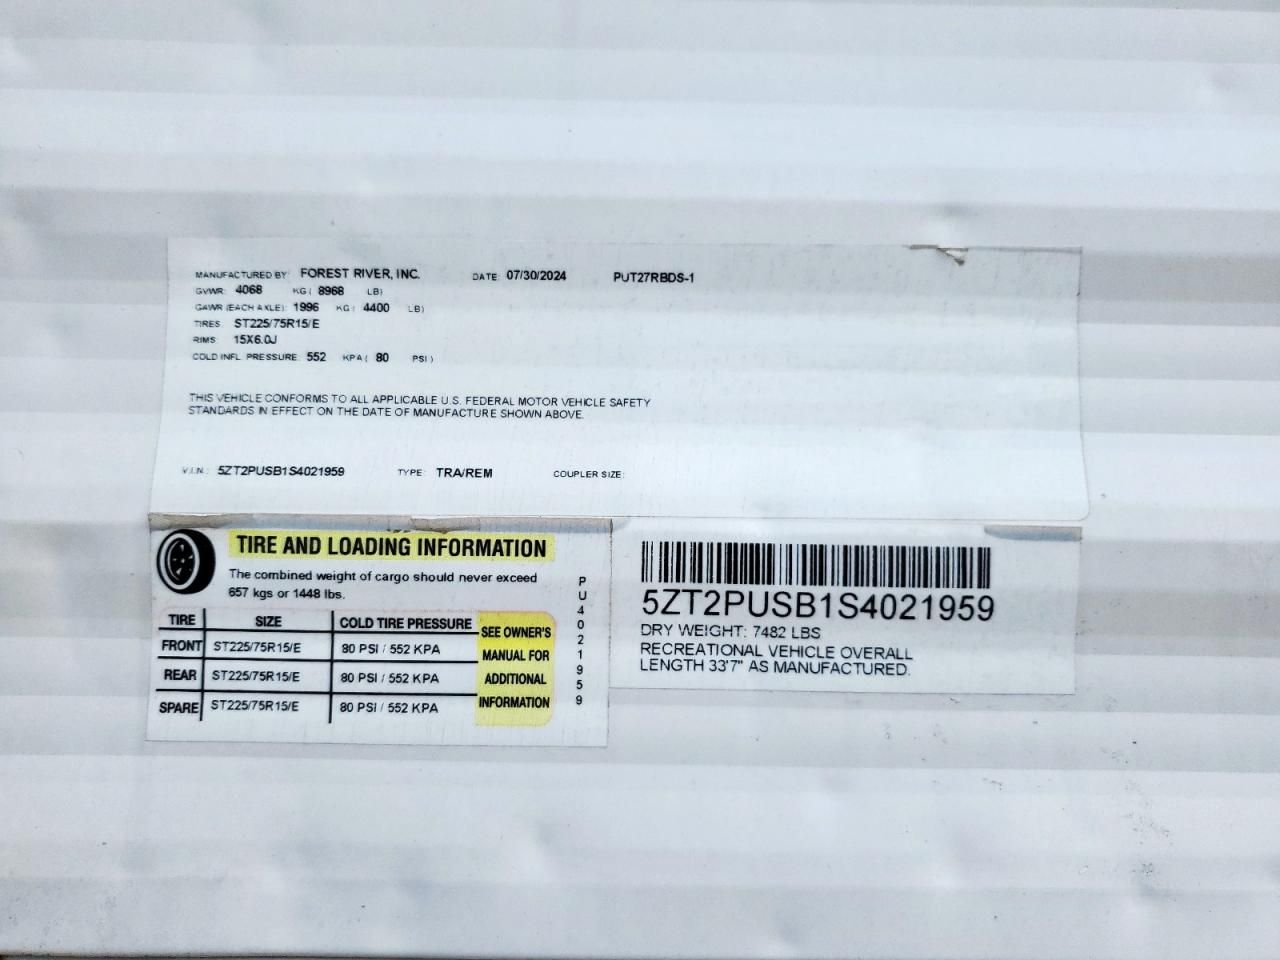 MANUFACTURED BY: FOREST RIVER, INC. DATE: 07/30/2024 PUT27RBDS-1
GVWR: 4068 KG ( 8968 LB)
GAWR (EACH AXLE): 1996 KG ( 4400 LB)
TIRES: ST225/75R15/E
RIMS: 15X6.0J
COLD INFL. PRESSURE: 552 KPA ( 80 PSI )
THIS VEHICLE CONFORMS TO ALL APPLICABLE U.S. FEDERAL MOTOR VEHICLE SAFETY
STANDARDS IN EFFECT ON THE DATE OF MANUFACTURE SHOWN ABOVE.
V.I.N.: 5ZT2PUSB1S4021959 TYPE: TRA/REM COUPLER SIZE:
TIRE AND LOADING INFORMATION
The combined weight of cargo should never exceed
657 kgs or 1448 lbs.
TIRE SIZE COLD TIRE PRESSURE
FRONT ST225/75R15/E 80 PSI / 552 KPA
REAR ST225/75R15/E 80 PSI / 552 KPA
SPARE ST225/75R15/E 80 PSI / 552 KPA
SEE OWNER'S
MANUAL FOR
ADDITIONAL
INFORMATION
PU4021959
5ZT2PUSB1S4021959
DRY WEIGHT: 7482 LBS
RECREATIONAL VEHICLE OVERALL
LENGTH 33'7" AS MANUFACTURED.